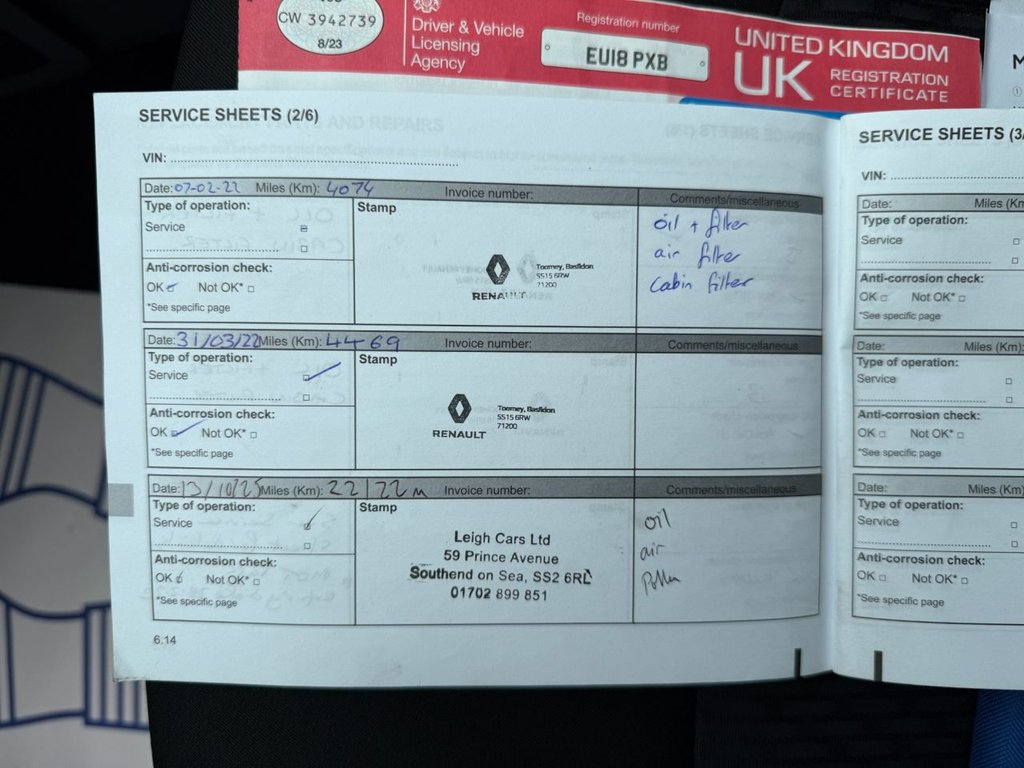 CW 3942739
8/23
Driver & Vehicle
Licensing
Agency
Registration number
EU18 PXB
UNITED KINGDOM
UK REGISTRATION
CERTIFICATE
M
SERVICE SHEETS (2/6)
VIN:
Date: 07-02-22 Miles (Km): 4074 Invoice number:
Comments/miscellaneous
Type of operation:
Service
Stamp
RENAULT
Toomey, Basildon
SS15 6RW
71200
oil + filter
air filter
cabin filter
Anti-corrosion check:
OK Not OK*
*See specific page
Date: 31/03/22 Miles (Km): 4469 Invoice number:
Comments/miscellaneous
Type of operation:
Service
Stamp
RENAULT
Toomey, Basildon
SS15 6RW
71200
Anti-corrosion check:
OK Not OK*
*See specific page
Date: 13/10/25 Miles (Km): 22122m Invoice number:
Comments/miscellaneous
Type of operation:
Service
Stamp
Leigh Cars Ltd
59 Prince Avenue
Southend on Sea, SS2 6RL
01702 899 851
oil
air
Pollen
Anti-corrosion check:
OK Not OK*
*See specific page
6.14
SERVICE SHEETS (3/
VIN:
Date: Miles (Km
Type of operation:
Service
Anti-corrosion check:
OK Not OK*
*See specific page
Date: Miles (Km):
Type of operation:
Service
Anti-corrosion check:
OK Not OK*
*See specific page
Date: Miles (Km)
Type of operation:
Service
Anti-corrosion check:
OK Not OK*
*See specific page